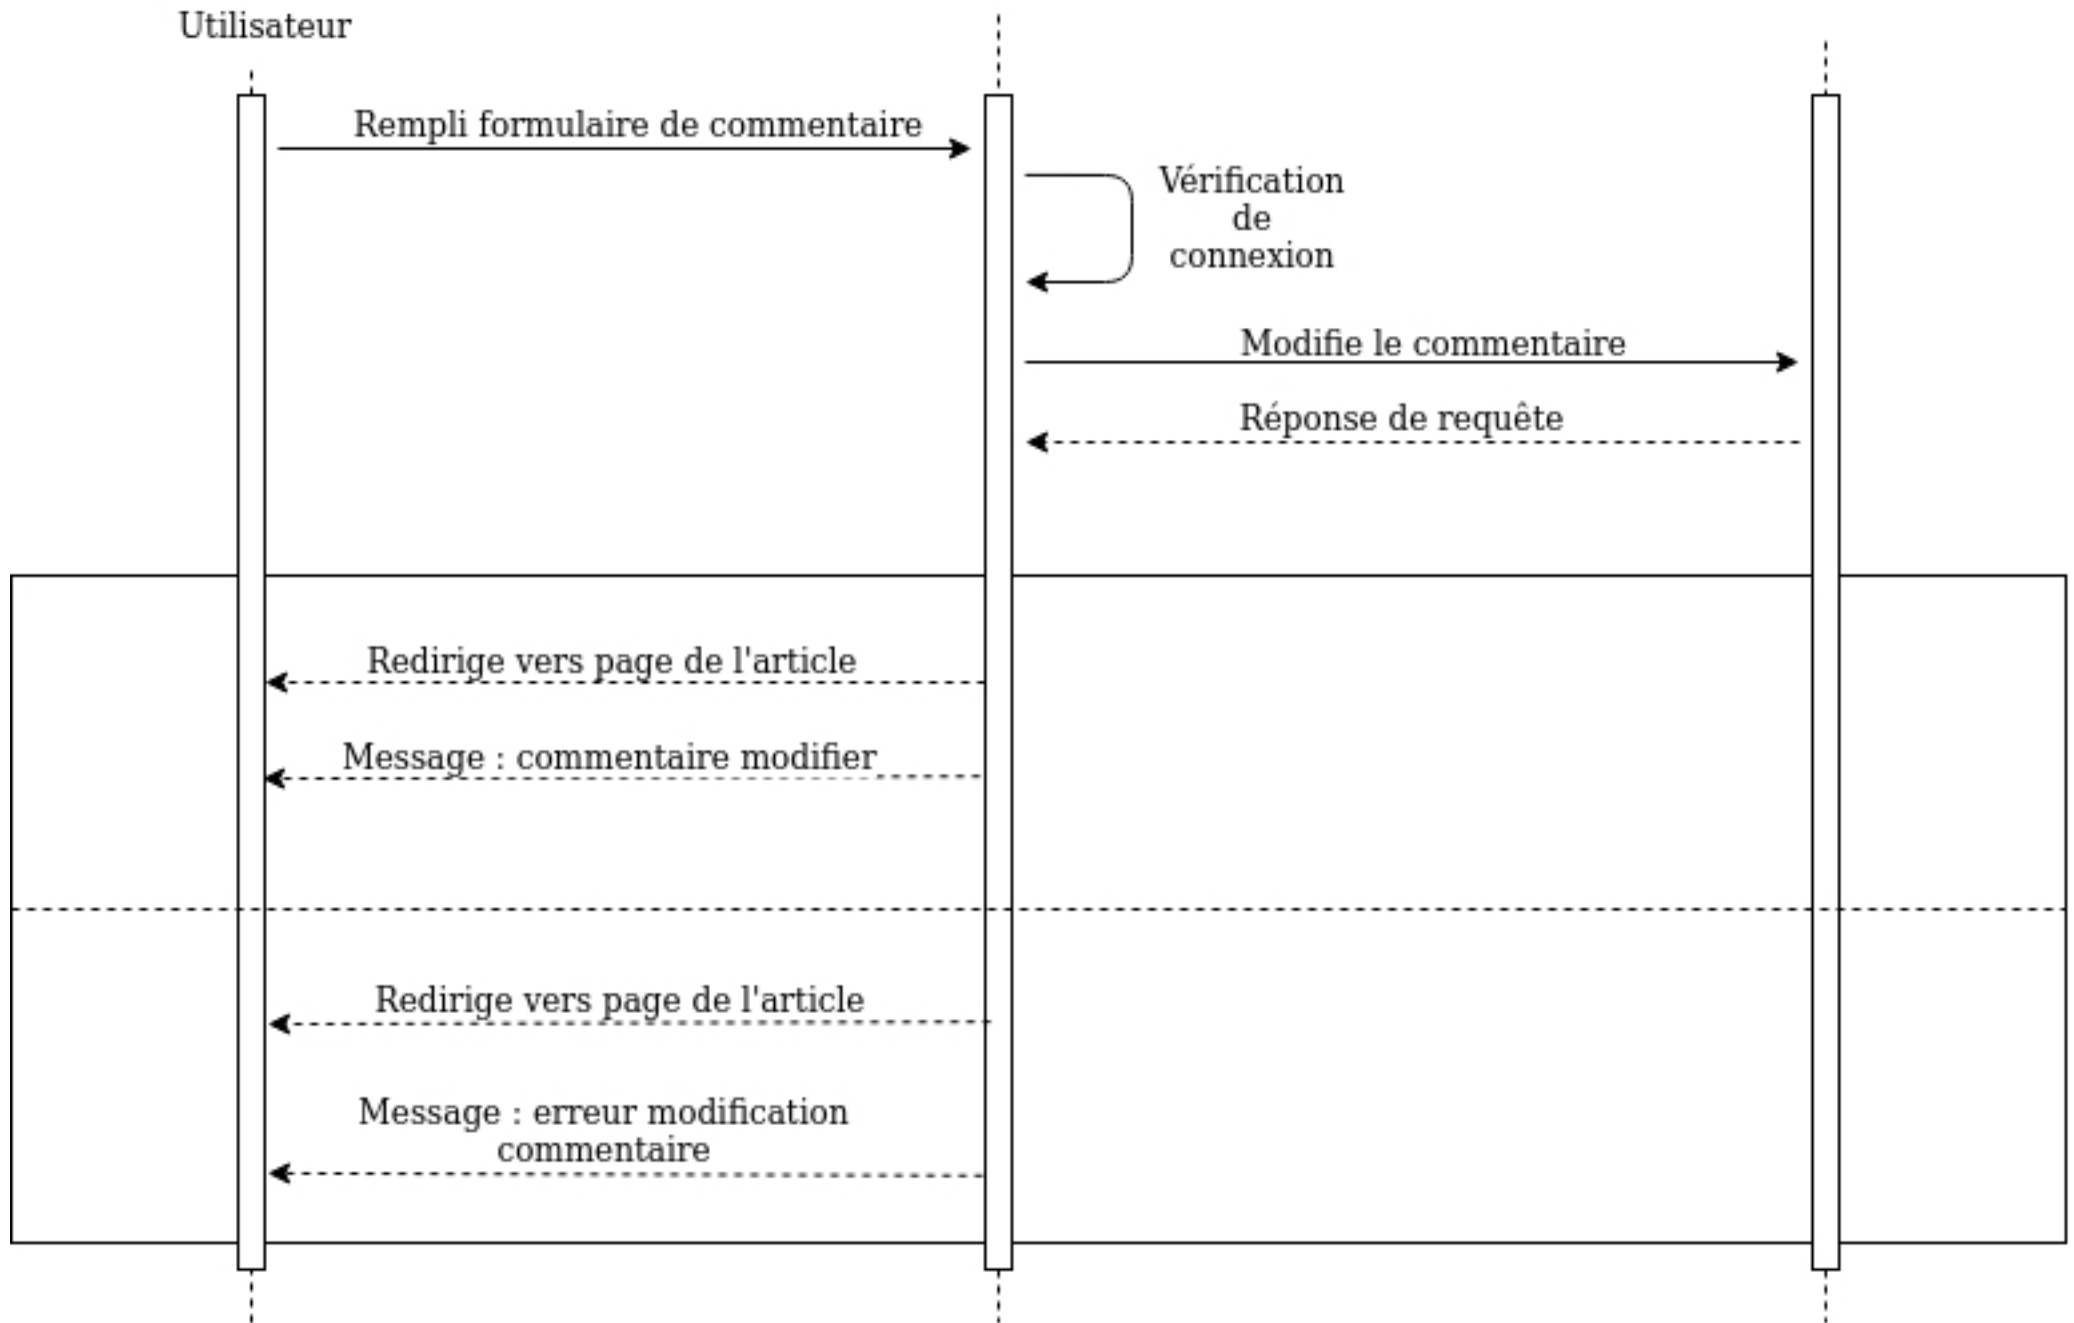 Utilisateur
Rempli formulaire de commentaire
Vérification
de
connexion
Modifie le commentaire
Réponse de requête
Redirige vers page de l'article
Message : commentaire modifier
Redirige vers page de l'article
Message : erreur modification
commentaire